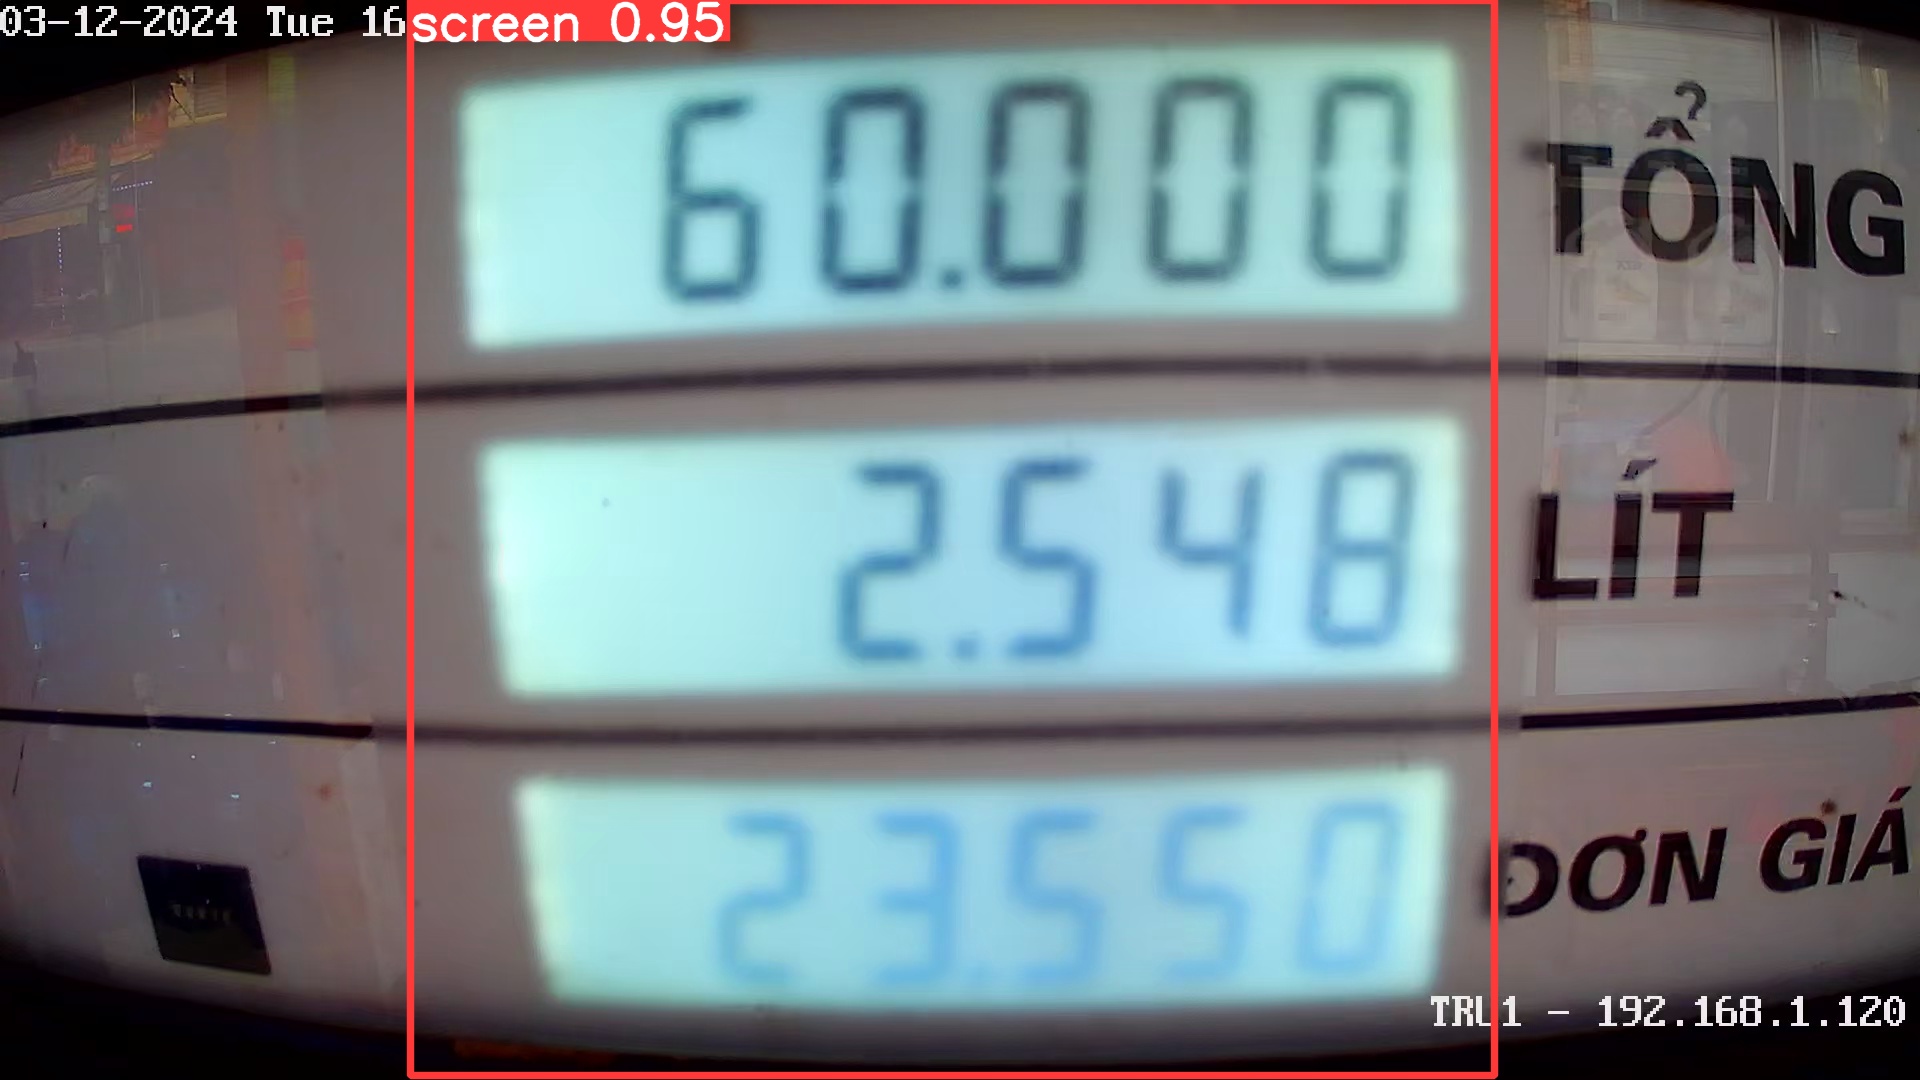 03-12-2024 Tue 16
screen 0.95
60.000
TỔNG
2.548
LÍT
23.550
ĐƠN GIÁ
TRL1 - 192.168.1.120